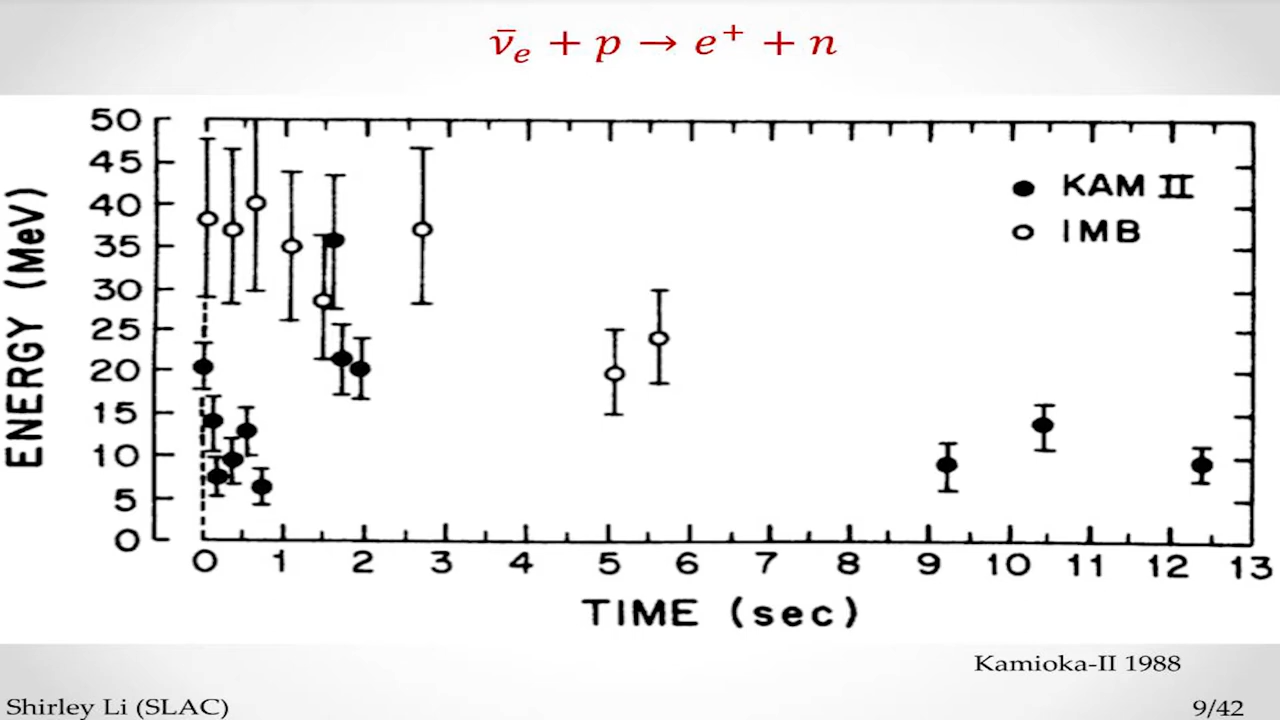 ν̄ₑ + p → e⁺ + n
50
45
40
35
30
25
20
15
10
5
0
ENERGY (MeV)
KAM II
IMB
0 1 2 3 4 5 6 7 8 9 10 11 12 13
TIME (sec)
Kamioka-II 1988
Shirley Li (SLAC)
9/42